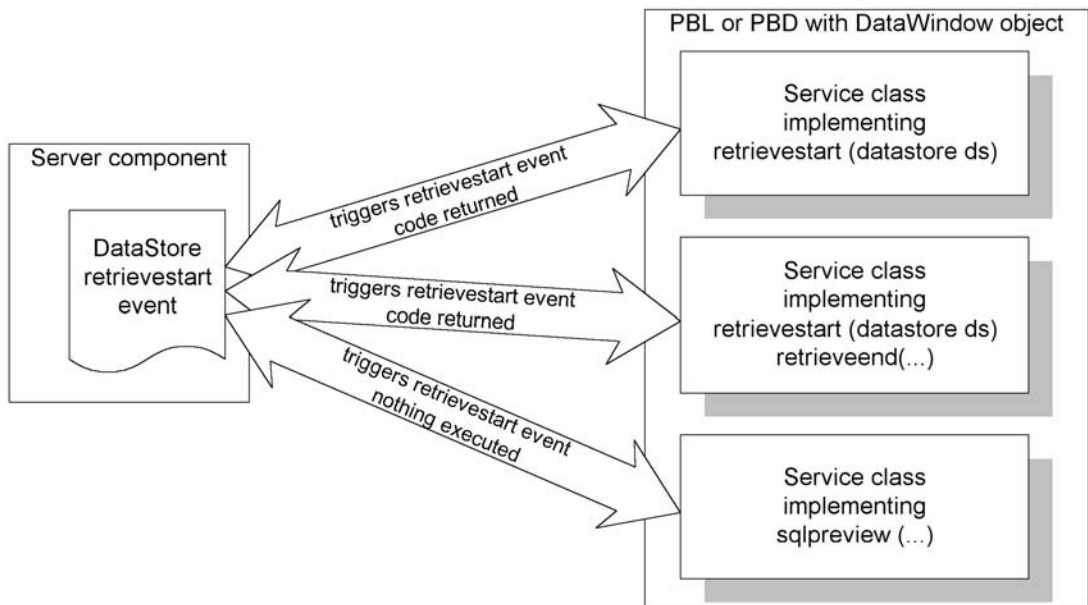 PBL or PBD with DataWindow object
Service class
implementing
retrievestart (datastore ds)
Server component
DataStore
retrievestart
event
triggers retrievestart event
code returned
triggers retrievestart event
code returned
Service class
implementing
retrievestart (datastore ds)
retrieveend(...)
triggers retrievestart event
nothing executed
Service class
implementing
sqlpreview (...)